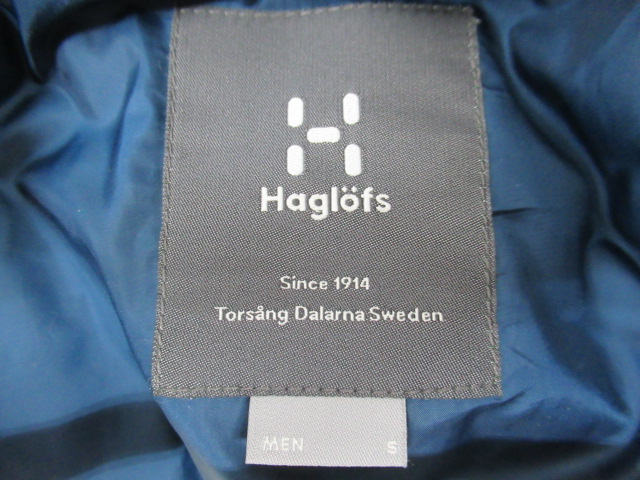 Haglöfs
Since 1914
Torsång Dalarna Sweden
MEN S